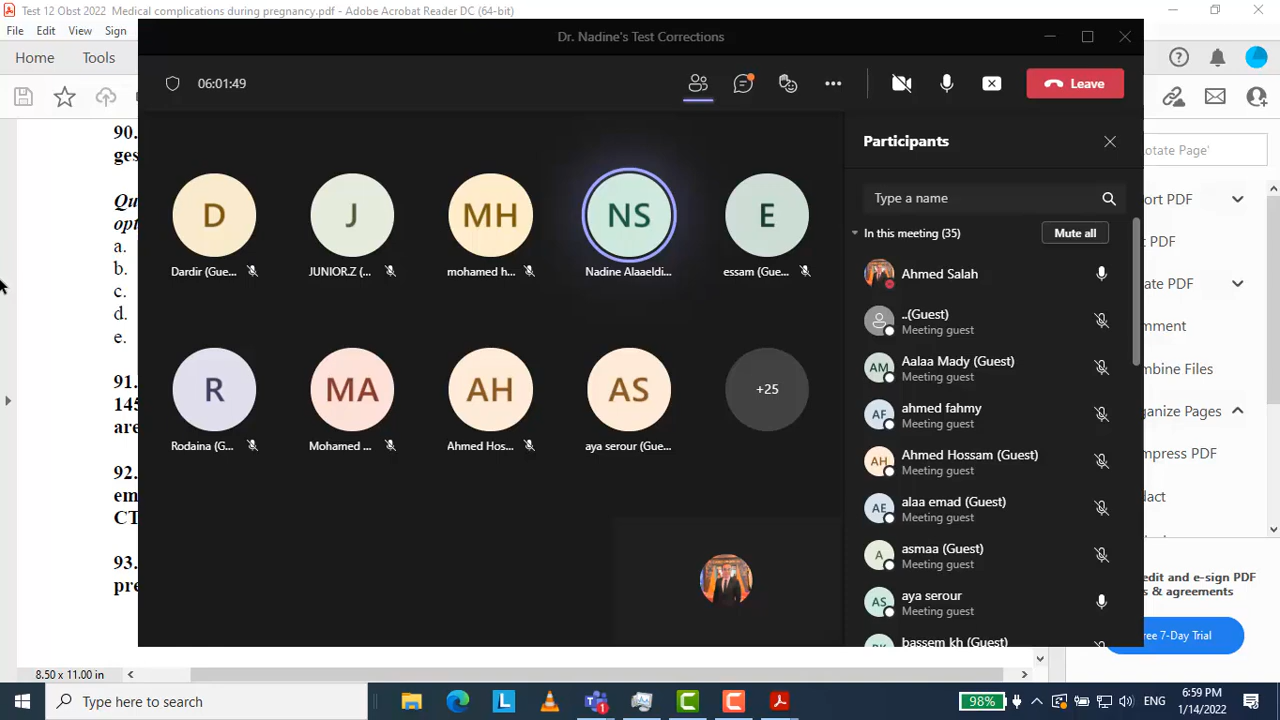 Test 12 Obst 2022  Medical complications during pregnancy.pdf - Adobe Acrobat Reader DC (64-bit)
File Edit View Sign
Home Tools
Dr. Nadine's Test Corrections
06:01:49
Leave
Participants
Type a name
In this meeting (35)
Mute all
Ahmed Salah
..(Guest)
Meeting guest
Aalaa Mady (Guest)
Meeting guest
ahmed fahmy
Meeting guest
Ahmed Hossam (Guest)
Meeting guest
alaa emad (Guest)
Meeting guest
asmaa (Guest)
Meeting guest
aya serour
Meeting guest
bassem kh (Guest)
AM
AF
AH
AE
A
AS
D
J
MH
NS
E
Dardir (Gue...
JUNIOR.Z (...
mohamed h...
Nadine Alaaeldi...
essam (Gue...
R
MA
AH
AS
+25
Rodaina (G...
Mohamed ...
Ahmed Hos...
aya serour (Gue...
90.
ges
Qu
opt
a.
b.
c.
d.
e.
91.
145
are
92.
em
CT
93.
pre
otate Page'
ort PDF
t PDF
ate PDF
mment
mbine Files
ganize Pages
mpress PDF
dact
edit and e-sign PDF
s & agreements
ree 7-Day Trial
8.50 x 11.00 in
Type here to search
L
1
98%
ENG
6:59 PM
1/14/2022